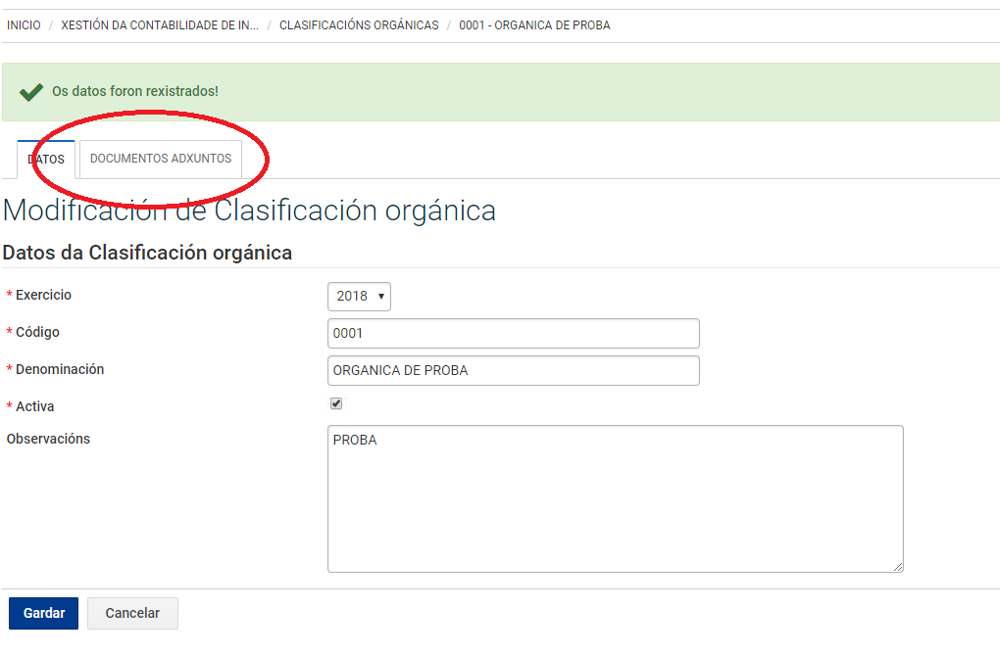 INICIO / XESTIÓN DA CONTABILIDADE DE IN... / CLASIFICACIÓNS ORGÁNICAS / 0001 - ORGANICA DE PROBA
Os datos foron rexistrados!
DATOS DOCUMENTOS ADXUNTOS
Modificación de Clasificación orgánica
Datos da Clasificación orgánica
* Exercicio 2018
* Código 0001
* Denominación ORGANICA DE PROBA
* Activa
Observacións PROBA
Gardar Cancelar